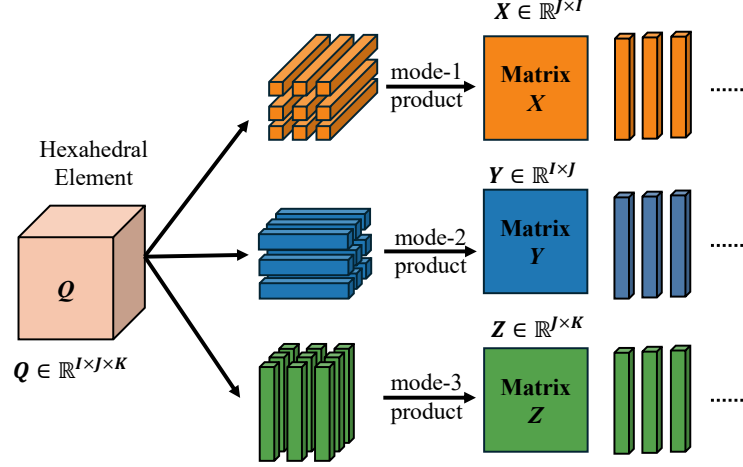 X ∈ ℝ^{J×I}
mode-1
product
Matrix
X
......
Hexahedral
Element
Q
Q ∈ ℝ^{I×J×K}
Y ∈ ℝ^{I×J}
mode-2
product
Matrix
Y
......
Z ∈ ℝ^{J×K}
mode-3
product
Matrix
Z
......